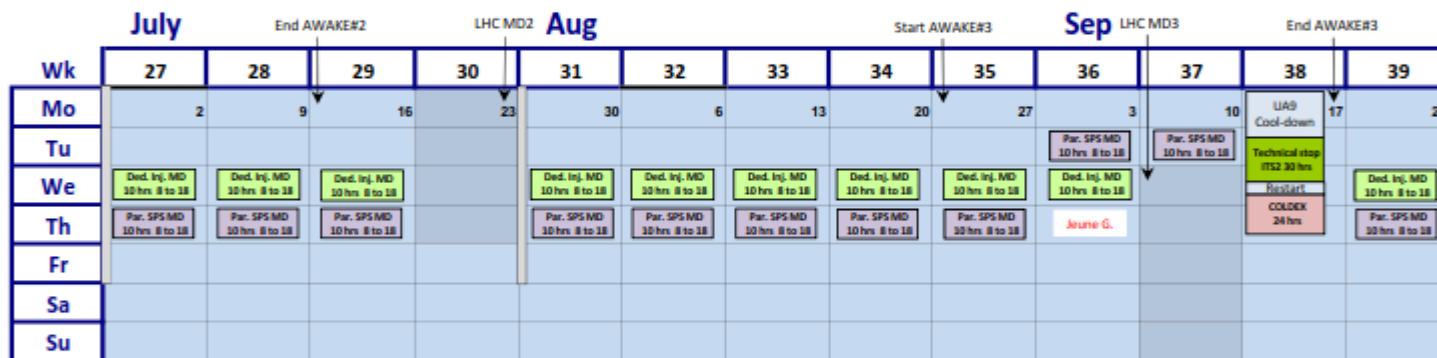 July End AWAKE#2 LHC MD2 Aug Start AWAKE#3 Sep LHC MD3 End AWAKE#3
Wk 27 28 29 30 31 32 33 34 35 36 37 38 39
Mo 2 9 16 23 30 6 13 20 27 3 10 UA9 17 2
Cool-down
Tu Par. SPS MD Par. SPS MD Technical stop
10 hrs 8 to 18 10 hrs 8 to 18 ITS2 30 hrs
We Ded. Inj. MD Ded. Inj. MD Ded. Inj. MD Ded. Inj. MD Ded. Inj. MD Ded. Inj. MD Ded. Inj. MD Ded. Inj. MD Ded. Inj. MD Ded. Inj. MD
10 hrs 8 to 18 10 hrs 8 to 18 10 hrs 8 to 18 10 hrs 8 to 18 10 hrs 8 to 18 10 hrs 8 to 18 10 hrs 8 to 18 10 hrs 8 to 18 10 hrs 8 to 18 Restart 10 hrs 8 to 18
Th Par. SPS MD Par. SPS MD Par. SPS MD Par. SPS MD Par. SPS MD Par. SPS MD Par. SPS MD Par. SPS MD Jeune G. COLDEX Par. SPS MD
10 hrs 8 to 18 10 hrs 8 to 18 10 hrs 8 to 18 10 hrs 8 to 18 10 hrs 8 to 18 10 hrs 8 to 18 10 hrs 8 to 18 10 hrs 8 to 18 24 hrs 10 hrs 8 to 18
Fr
Sa
Su